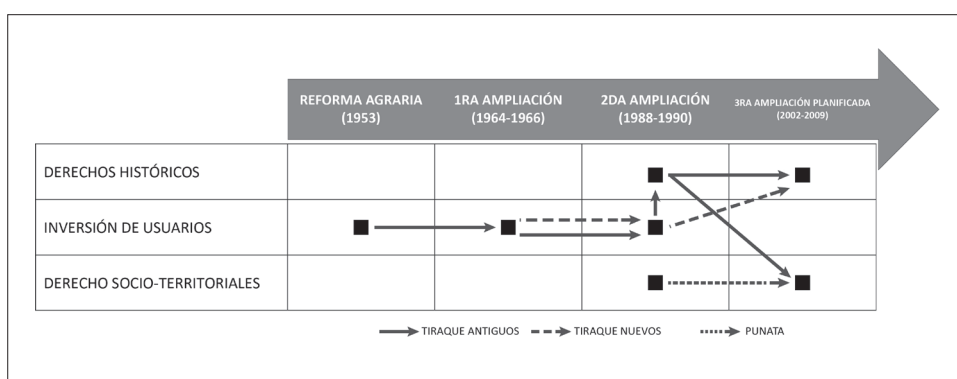 REFORMA AGRARIA
(1953)
1RA AMPLIACIÓN
(1964-1966)
2DA AMPLIACIÓN
(1988-1990)
3RA AMPLIACIÓN PLANIFICADA
(2002-2009)
DERECHOS HISTÓRICOS
INVERSIÓN DE USUARIOS
DERECHO SOCIO-TERRITORIALES
TIRAQUE ANTIGUOS
TIRAQUE NUEVOS
PUNATA